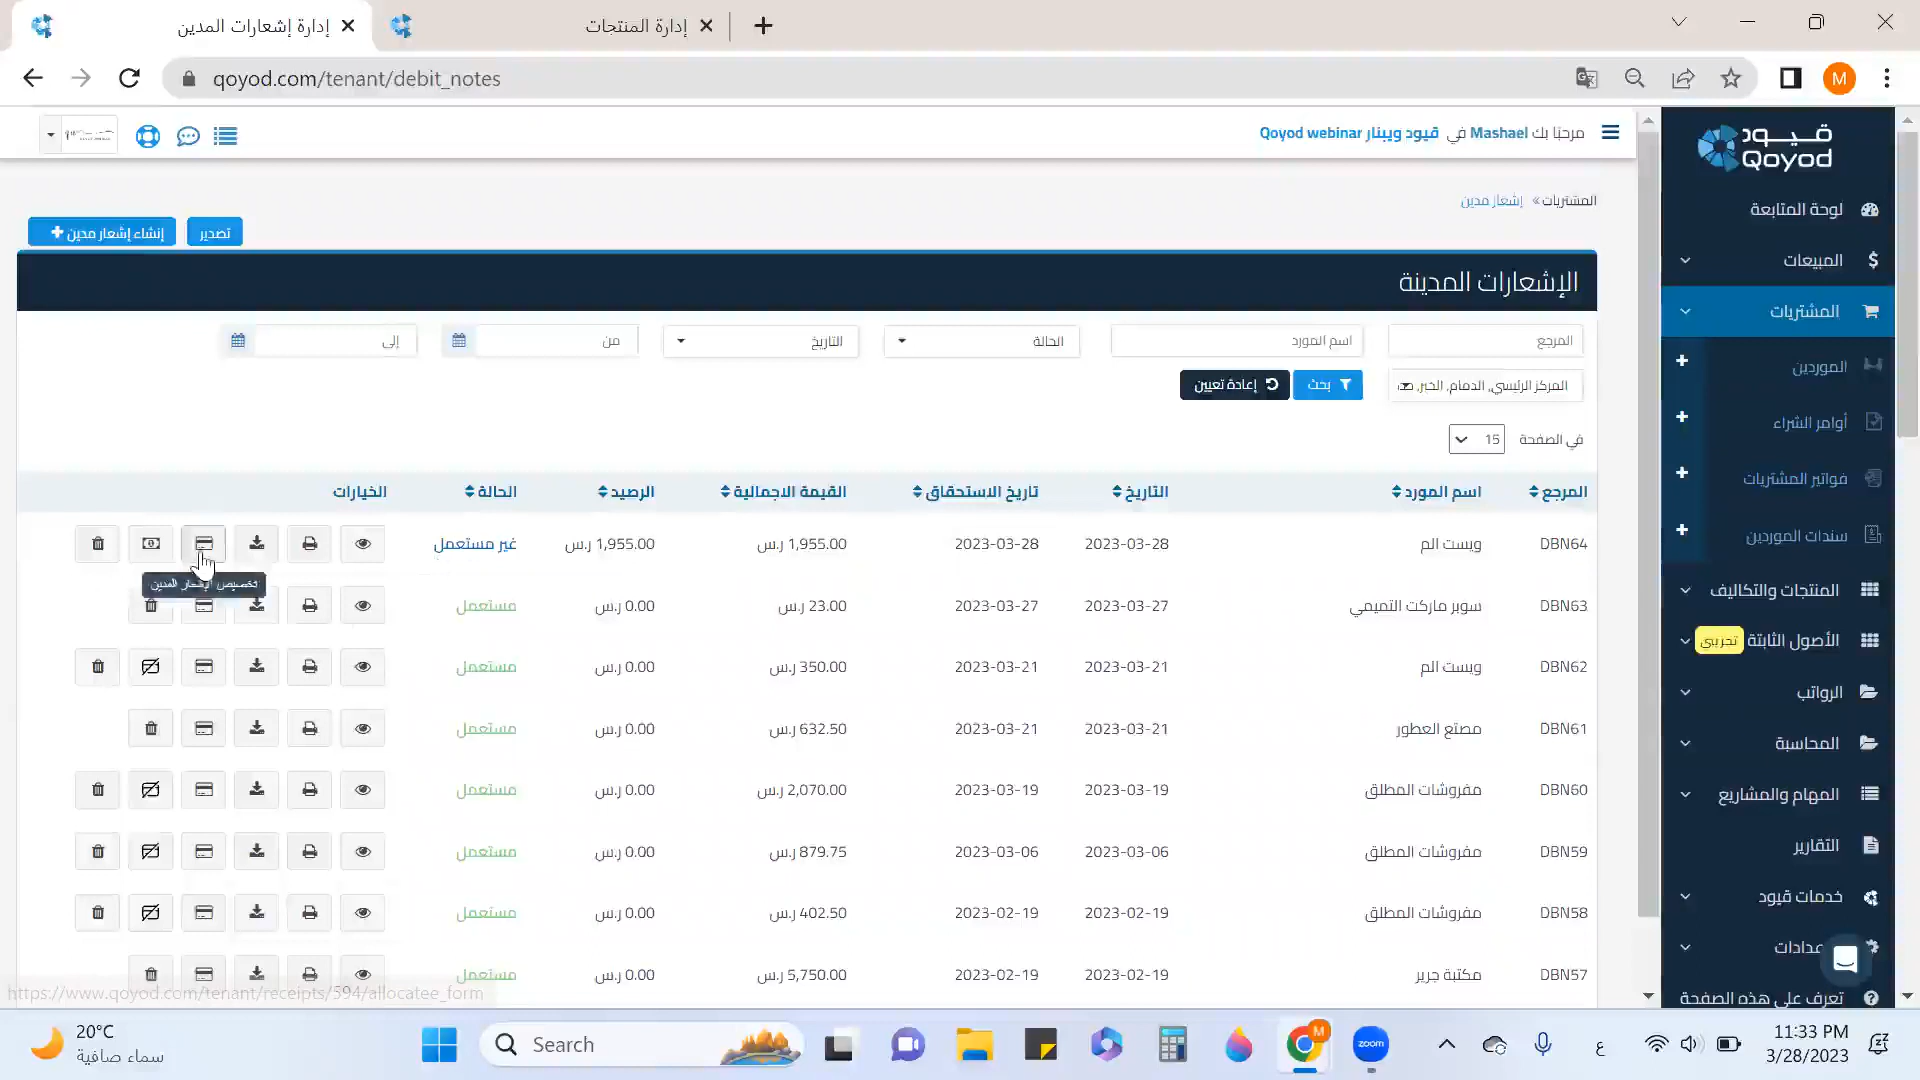 إدارة إشعارات المدين
إدارة المنتجات
qoyod.com/tenant/debit_notes
M
مرحبًا بك Mashael في قيود ويبنار Qoyod webinar
قيود
Qoyod
المشتريات » إشعار مدين
تصدير
إنشاء إشعار مدين +
الإشعارات المدينة
المرجع
اسم المورد
الحالة
التاريخ
من
إلى
المركز الرئيسي, الدمام, الخبر,
بحث
إعادة تعيين
في الصفحة 15
المرجع اسم المورد التاريخ تاريخ الاستحقاق القيمة الاجمالية الرصيد الحالة الخيارات
DBN64 ويست الم 2023-03-28 2023-03-28 1,955.00 ر.س 1,955.00 ر.س غير مستعمل
تخصيص الإشعار المدين
DBN63 سوبر ماركت التميمي 2023-03-27 2023-03-27 23.00 ر.س 0.00 ر.س مستعمل
DBN62 ويست الم 2023-03-21 2023-03-21 350.00 ر.س 0.00 ر.س مستعمل
DBN61 مصنع العطور 2023-03-21 2023-03-21 632.50 ر.س 0.00 ر.س مستعمل
DBN60 مفروشات المطلق 2023-03-19 2023-03-19 2,070.00 ر.س 0.00 ر.س مستعمل
DBN59 مفروشات المطلق 2023-03-06 2023-03-06 879.75 ر.س 0.00 ر.س مستعمل
DBN58 مفروشات المطلق 2023-02-19 2023-02-19 402.50 ر.س 0.00 ر.س مستعمل
DBN57 مكتبة جرير 2023-02-19 2023-02-19 5,750.00 ر.س 0.00 ر.س مستعمل
لوحة المتابعة
المبيعات
المشتريات
الموردين
أوامر الشراء
فواتير المشتريات
سندات الموردين
المنتجات والتكاليف
الأصول الثابتة تجريبي
الرواتب
المحاسبة
المهام والمشاريع
التقارير
خدمات قيود
تعرف على هذه الصفحة
https://www.qoyod.com/tenant/receipts/594/allocatee_form
20°C
سماء صافية
Search
M
zoom
ع
11:33 PM
3/28/2023